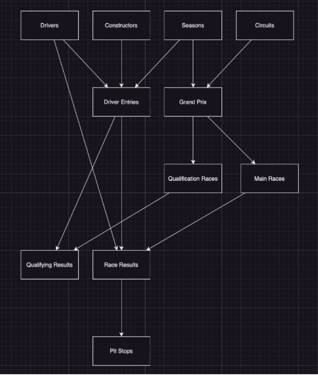 Drivers
Constructors
Seasons
Circuits
Driver Entries
Grand Prix
Qualification Races
Main Races
Qualifying Results
Race Results
Pit Stops